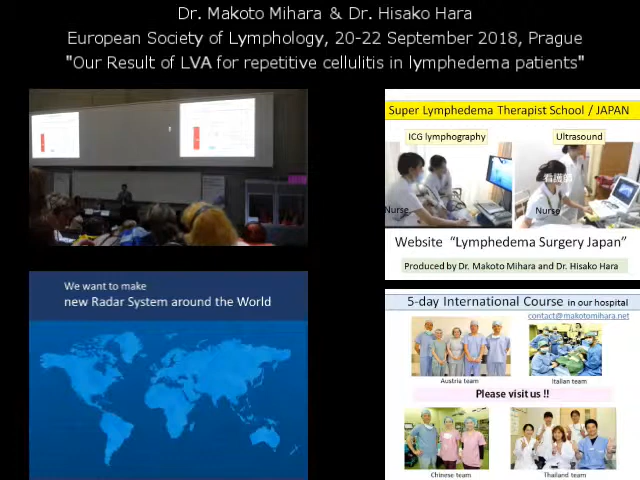 Dr. Makoto Mihara & Dr. Hisako Hara
European Society of Lymphology, 20-22 September 2018, Prague
"Our Result of LVA for repetitive cellulitis in lymphedema patients"
Super Lymphedema Therapist School / JAPAN
ICG lymphography
Ultrasound
看護師
Nurse
Nurse
Website "Lymphedema Surgery Japan"
Produced by Dr. Makoto Mihara and Dr. Hisako Hara
We want to make
new Radar System around the World
5-day International Course in our hospital
contact@makotomihara.net
Austria team
Italian team
Please visit us !!
Chinese team
Thailand team